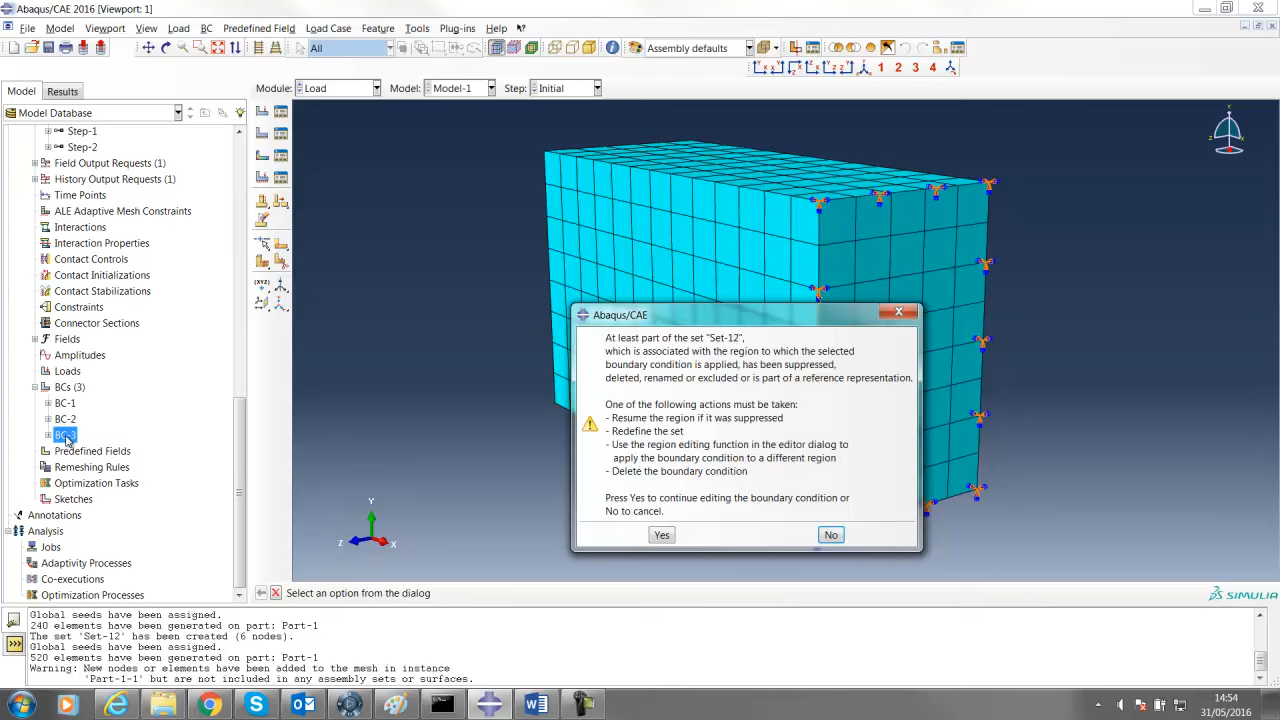 Abaqus/CAE 2016 [Viewport: 1]
File Model Viewport View Load BC Predefined Field Load Case Feature Tools Plug-ins Help
All
Assembly defaults
1 2 3 4
Model Results
Module: Load Model: Model-1 Step: Initial
Model Database
Step-1
Step-2
Field Output Requests (1)
History Output Requests (1)
Time Points
ALE Adaptive Mesh Constraints
Interactions
Interaction Properties
Contact Controls
Contact Initializations
Contact Stabilizations
Constraints
Connector Sections
Fields
Amplitudes
Loads
BCs (3)
BC-1
BC-2
BC-3
Predefined Fields
Remeshing Rules
Optimization Tasks
Sketches
Annotations
Analysis
Jobs
Adaptivity Processes
Co-executions
Optimization Processes
Y
Z
X
Abaqus/CAE
At least part of the set "Set-12",
which is associated with the region to which the selected
boundary condition is applied, has been suppressed,
deleted, renamed or excluded or is part of a reference representation.
One of the following actions must be taken:
- Resume the region if it was suppressed
- Redefine the set
- Use the region editing function in the editor dialog to
apply the boundary condition to a different region
- Delete the boundary condition
Press Yes to continue editing the boundary condition or
No to cancel.
Yes No
Select an option from the dialog
SIMULIA
Global seeds have been assigned.
240 elements have been generated on part: Part-1
The set 'Set-12' has been created (6 nodes).
Global seeds have been assigned.
520 elements have been generated on part: Part-1
Warning: New nodes or elements have been added to the mesh in instance
'Part-1-1' but are not included in any assembly sets or surfaces.
14:54
31/05/2016